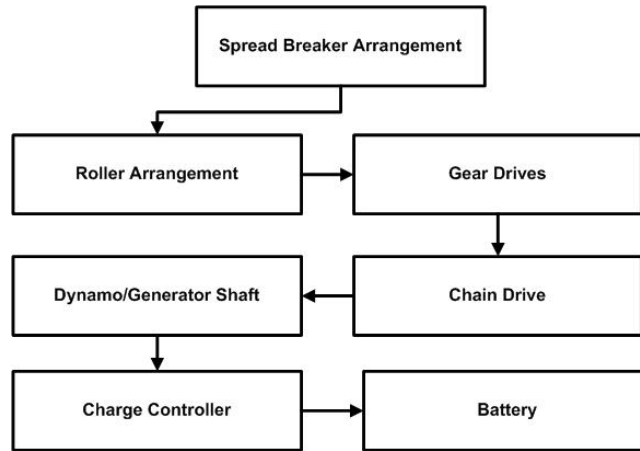 Spread Breaker Arrangement
Roller Arrangement
Gear Drives
Dynamo/Generator Shaft
Chain Drive
Charge Controller
Battery